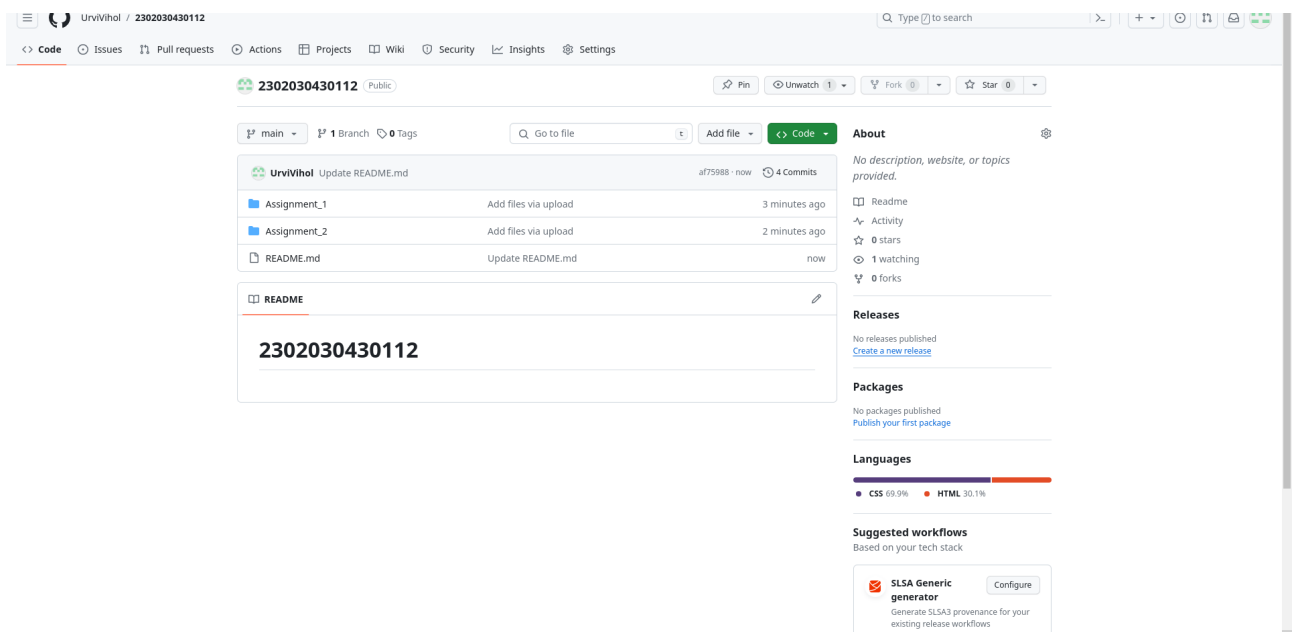 UrviVihol / 2302030430112
Type / to search
Code Issues Pull requests Actions Projects Wiki Security Insights Settings
2302030430112 Public
Pin Unwatch 1 Fork 0 Star 0
main 1 Branch 0 Tags
Go to file t Add file Code
UrviVihol Update README.md af75988 · now 4 Commits
Assignment_1 Add files via upload 3 minutes ago
Assignment_2 Add files via upload 2 minutes ago
README.md Update README.md now
README
2302030430112
About
No description, website, or topics
provided.
Readme
Activity
0 stars
1 watching
0 forks
Releases
No releases published
Create a new release
Packages
No packages published
Publish your first package
Languages
CSS 69.9% HTML 30.1%
Suggested workflows
Based on your tech stack
SLSA Generic
generator
Configure
Generate SLSA3 provenance for your
existing release workflows